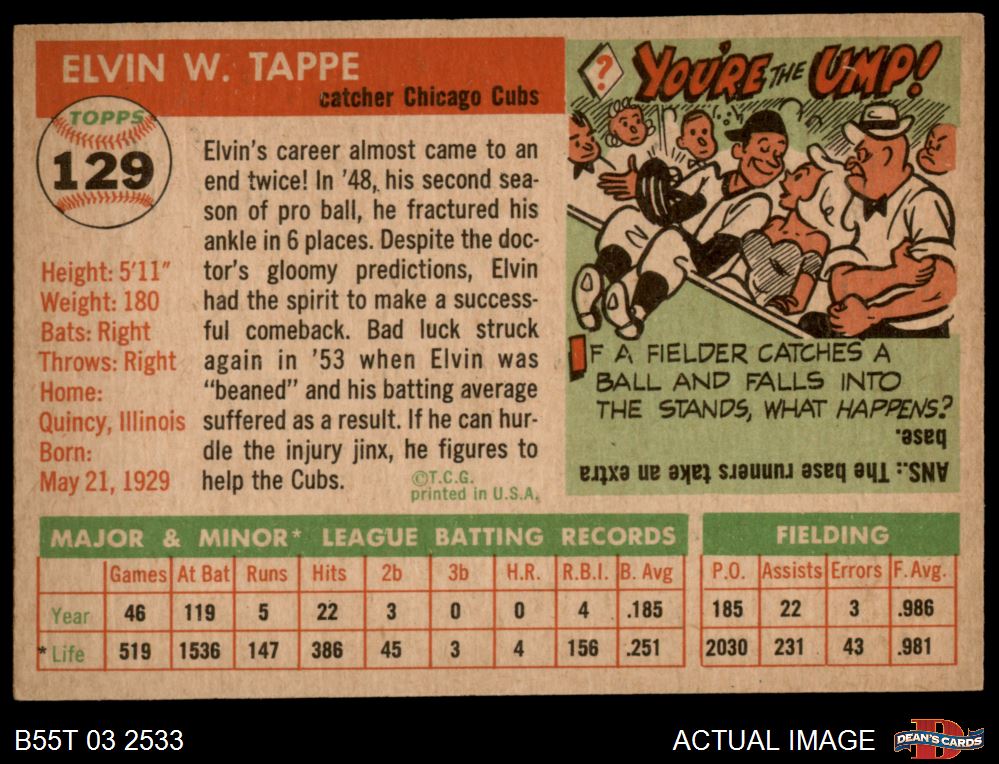 ELVIN W. TAPPE
catcher Chicago Cubs
TOPPS
129
Height: 5'11"
Weight: 180
Bats: Right
Throws: Right
Home:
Quincy, Illinois
Born:
May 21, 1929
Elvin's career almost came to an
end twice! In '48, his second sea-
son of pro ball, he fractured his
ankle in 6 places. Despite the doc-
tor's gloomy predictions, Elvin
had the spirit to make a success-
ful comeback. Bad luck struck
again in '53 when Elvin was
"beaned" and his batting average
suffered as a result. If he can hur-
dle the injury jinx, he figures to
help the Cubs.
©T.C.G.
printed in U.S.A.
? YOU'RE THE UMP!
IF A FIELDER CATCHES A
BALL AND FALLS INTO
THE STANDS, WHAT HAPPENS?
ANS.: The base runners take an extra
base.
MAJOR & MINOR* LEAGUE BATTING RECORDS FIELDING
Games At Bat Runs Hits 2b 3b H.R. R.B.I. B. Avg P.O. Assists Errors F. Avg.
Year 46 119 5 22 3 0 0 4 .185 185 22 3 .986
* Life 519 1536 147 386 45 3 4 156 .251 2030 231 43 .981
B55T 03 2533 ACTUAL IMAGE D DEAN'S CARDS